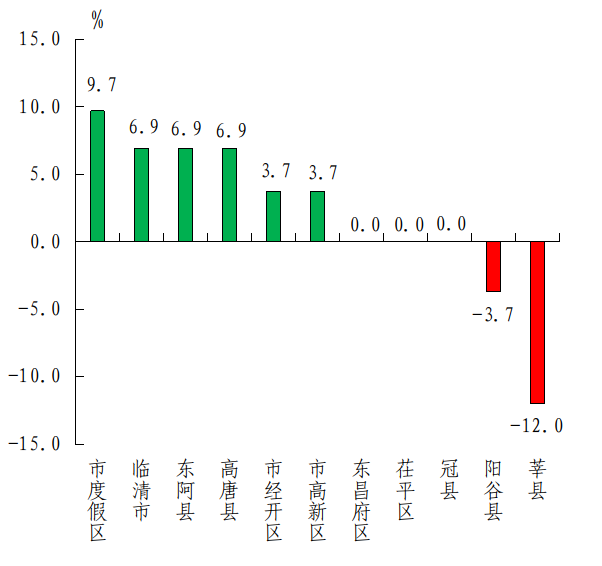 %
15.0
10.0
5.0
0.0
-5.0
-10.0
-15.0
9.7
6.9
6.9
6.9
3.7
3.7
0.0
0.0
0.0
-3.7
-12.0
市度假区
临清市
东阿县
高唐县
市经开区
市高新区
东昌府区
茌平区
冠县
阳谷县
莘县